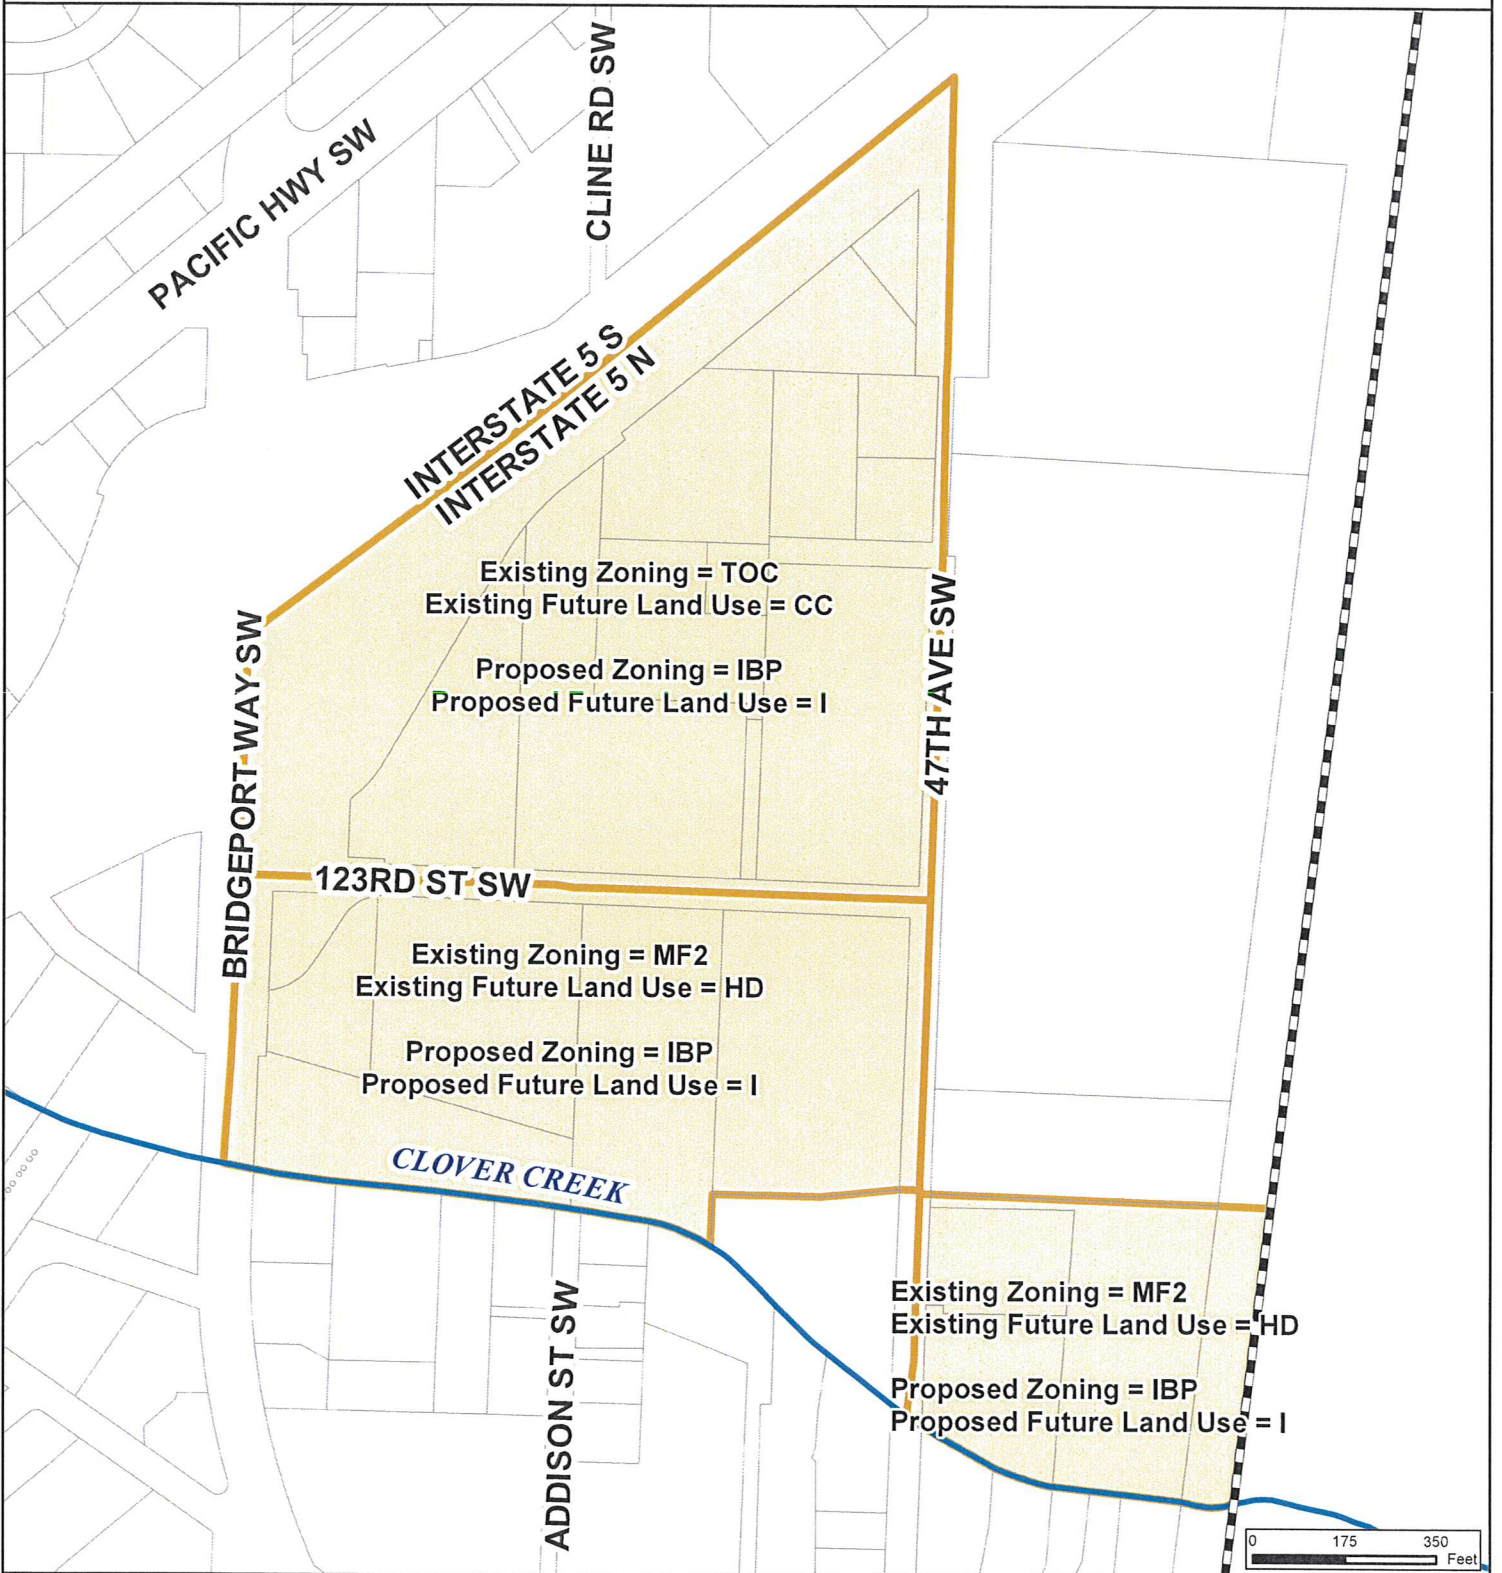 CLINE RD SW
PACIFIC HWY SW
INTERSTATE 5 S
INTERSTATE 5 N
Existing Zoning = TOC
Existing Future Land Use = CC
Proposed Zoning = IBP
Proposed Future Land Use = I
BRIDGEPORT WAY SW
47TH AVE SW
123RD ST SW
Existing Zoning = MF2
Existing Future Land Use = HD
Proposed Zoning = IBP
Proposed Future Land Use = I
CLOVER CREEK
Existing Zoning = MF2
Existing Future Land Use = HD
Proposed Zoning = IBP
Proposed Future Land Use = I
ADDISON ST SW
0 175 350
Feet